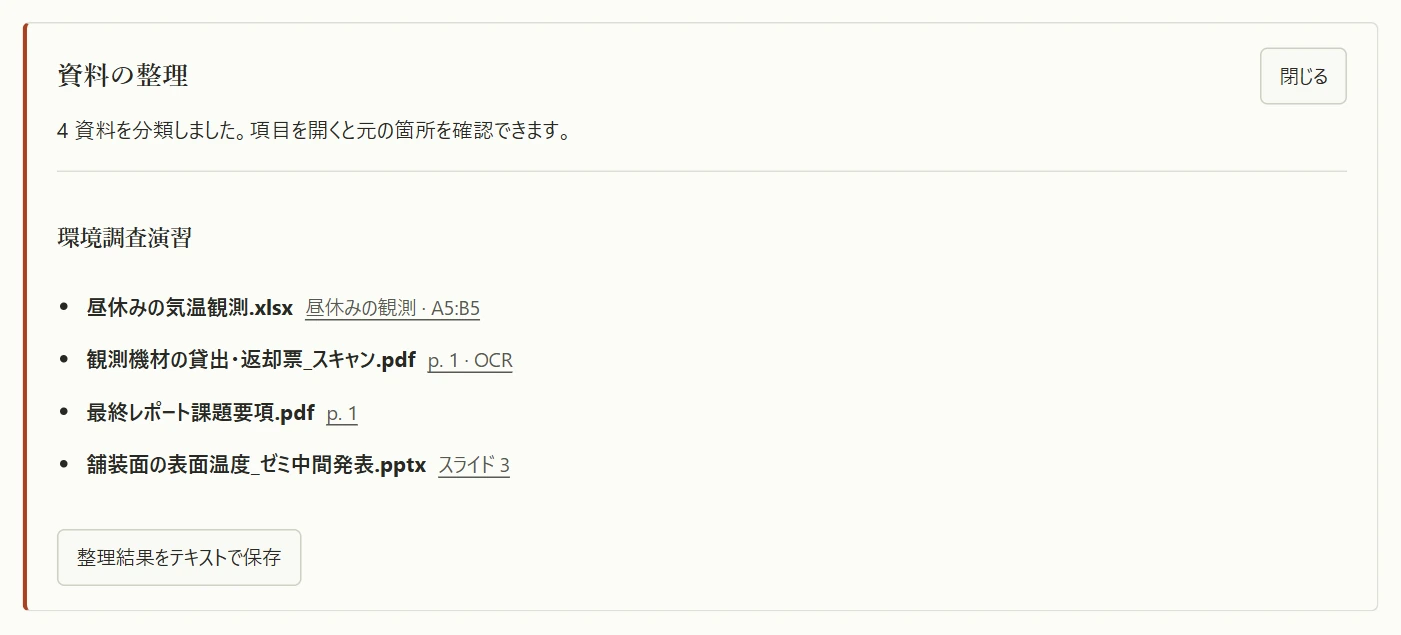 資料の整理
閉じる
4 資料を分類しました。項目を開くと元の箇所を確認できます。
環境調査演習
昼休みの気温観測.xlsx 昼休みの観測 · A5:B5
観測機材の貸出・返却票_スキャン.pdf p. 1 · OCR
最終レポート課題要項.pdf p. 1
舗装面の表面温度_ゼミ中間発表.pptx スライド 3
整理結果をテキストで保存